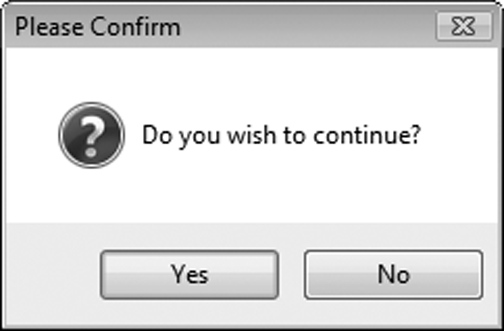 Please Confirm
Do you wish to continue?
Yes
No